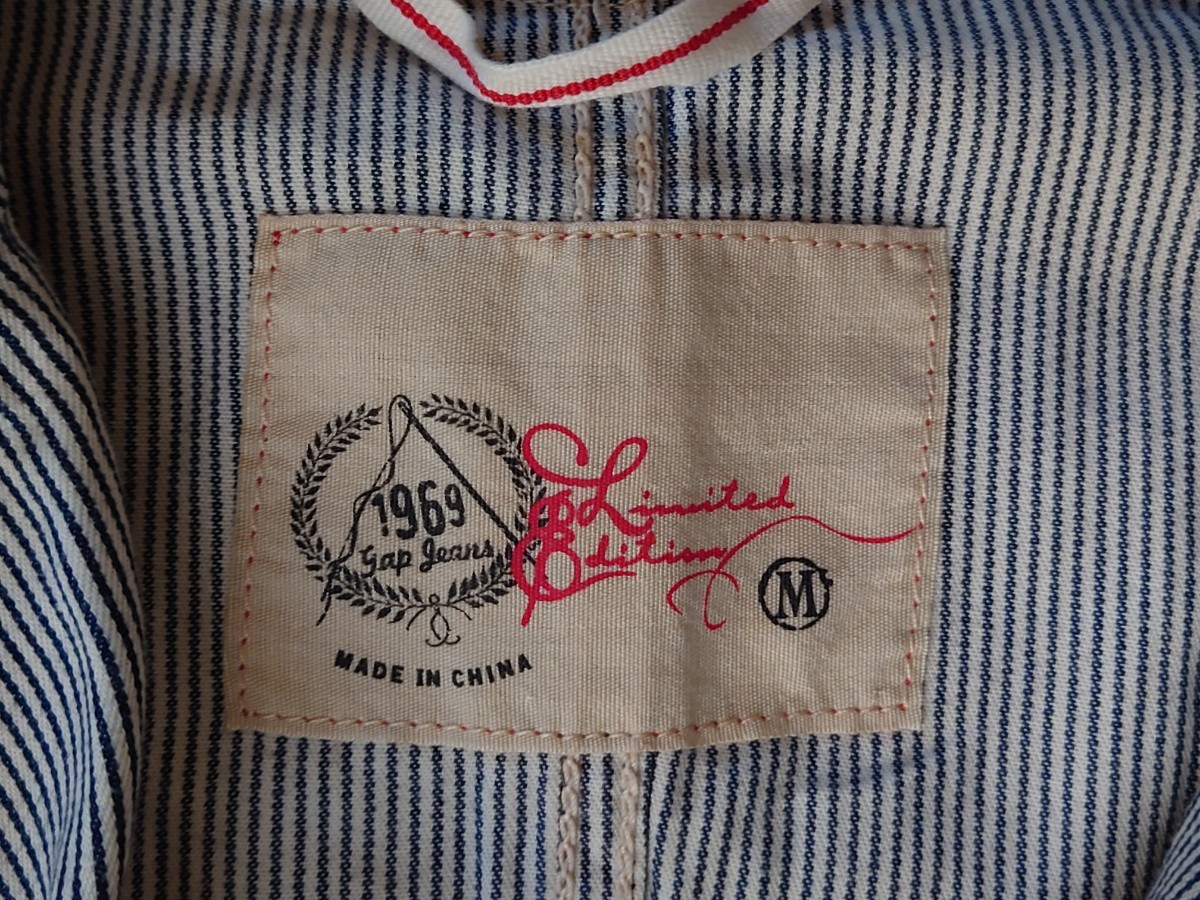 1969
Gap Jeans
Limited
Edition
M
MADE IN CHINA